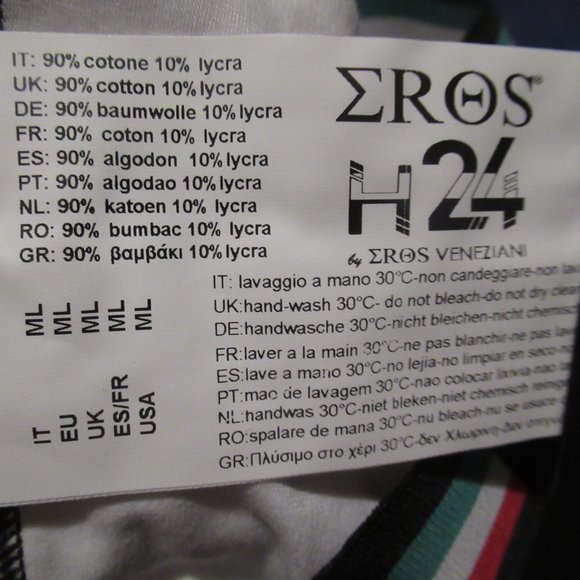 IT: 90% cotone 10% lycra
UK: 90% cotton 10% lycra
DE: 90% baumwolle 10% lycra
FR: 90% coton 10% lycra
ES: 90% algodon 10% lycra
PT: 90% algodao 10% lycra
NL: 90% katoen 10% lycra
RO: 90% bumbac 10% lycra
GR: 90% βαμβάκι 10% lycra
ΣRΘS®
H24
by ΣRΘS VENEZIANI
IT: lavaggio a mano 30°C-non candeggiare-non
UK:hand-wash 30°C- do not bleach-do not dry
DE:handwasche 30°C-nicht bleichen-nicht
FR:laver a la main 30°C-ne pas blanchir-ne pas
ES:lave a mano 30°C-no lejia-no limpiar en
PT: mao de lavagem 30°C-nao colocar lixivia-nao
NL:handwas 30°C-niet bleken-niet chemisch
RO:spalare de mana 30°C-nu bleach-nu se
GR:Πλύσιμο στο χέρι 30°C-δεν
IT ML
EU ML
UK ML
ES/FR ML
USA ML